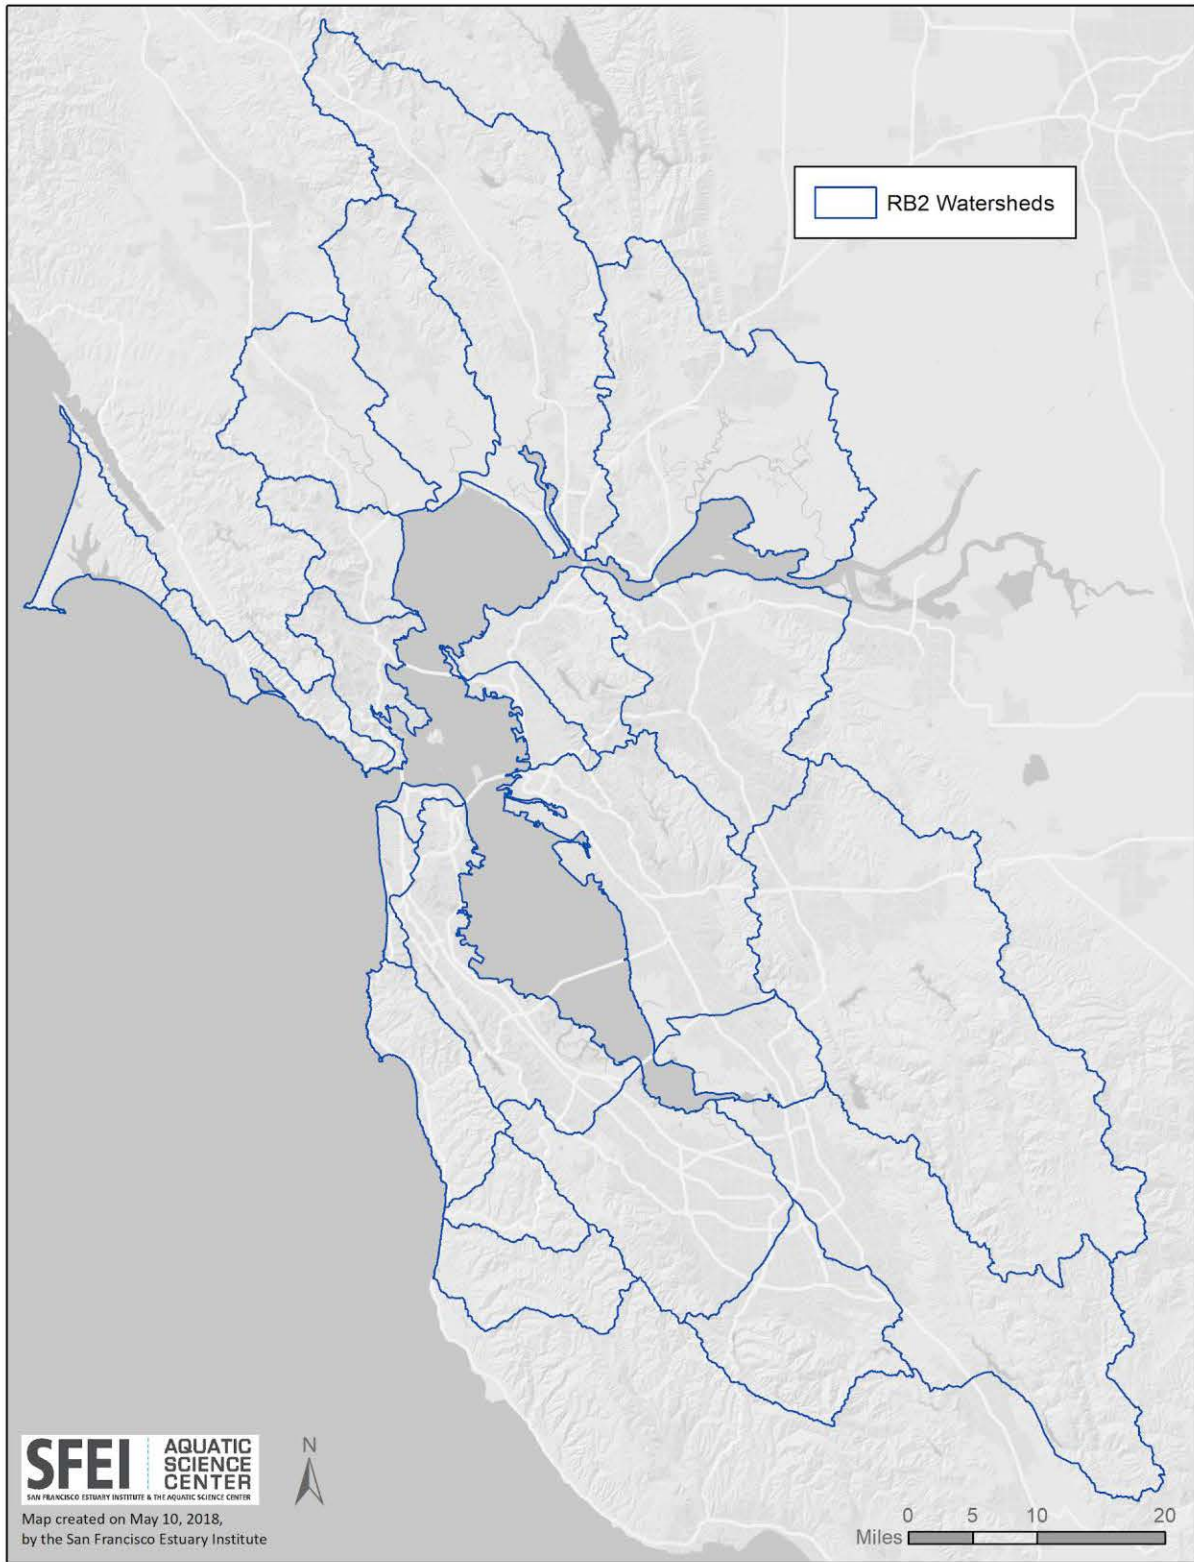 RB2 Watersheds
SFEI
AQUATIC
SCIENCE
CENTER
SAN FRANCISCO ESTUARY INSTITUTE & THE AQUATIC SCIENCE CENTER
N
Map created on May 10, 2018,
by the San Francisco Estuary Institute
0 5 10 20
Miles